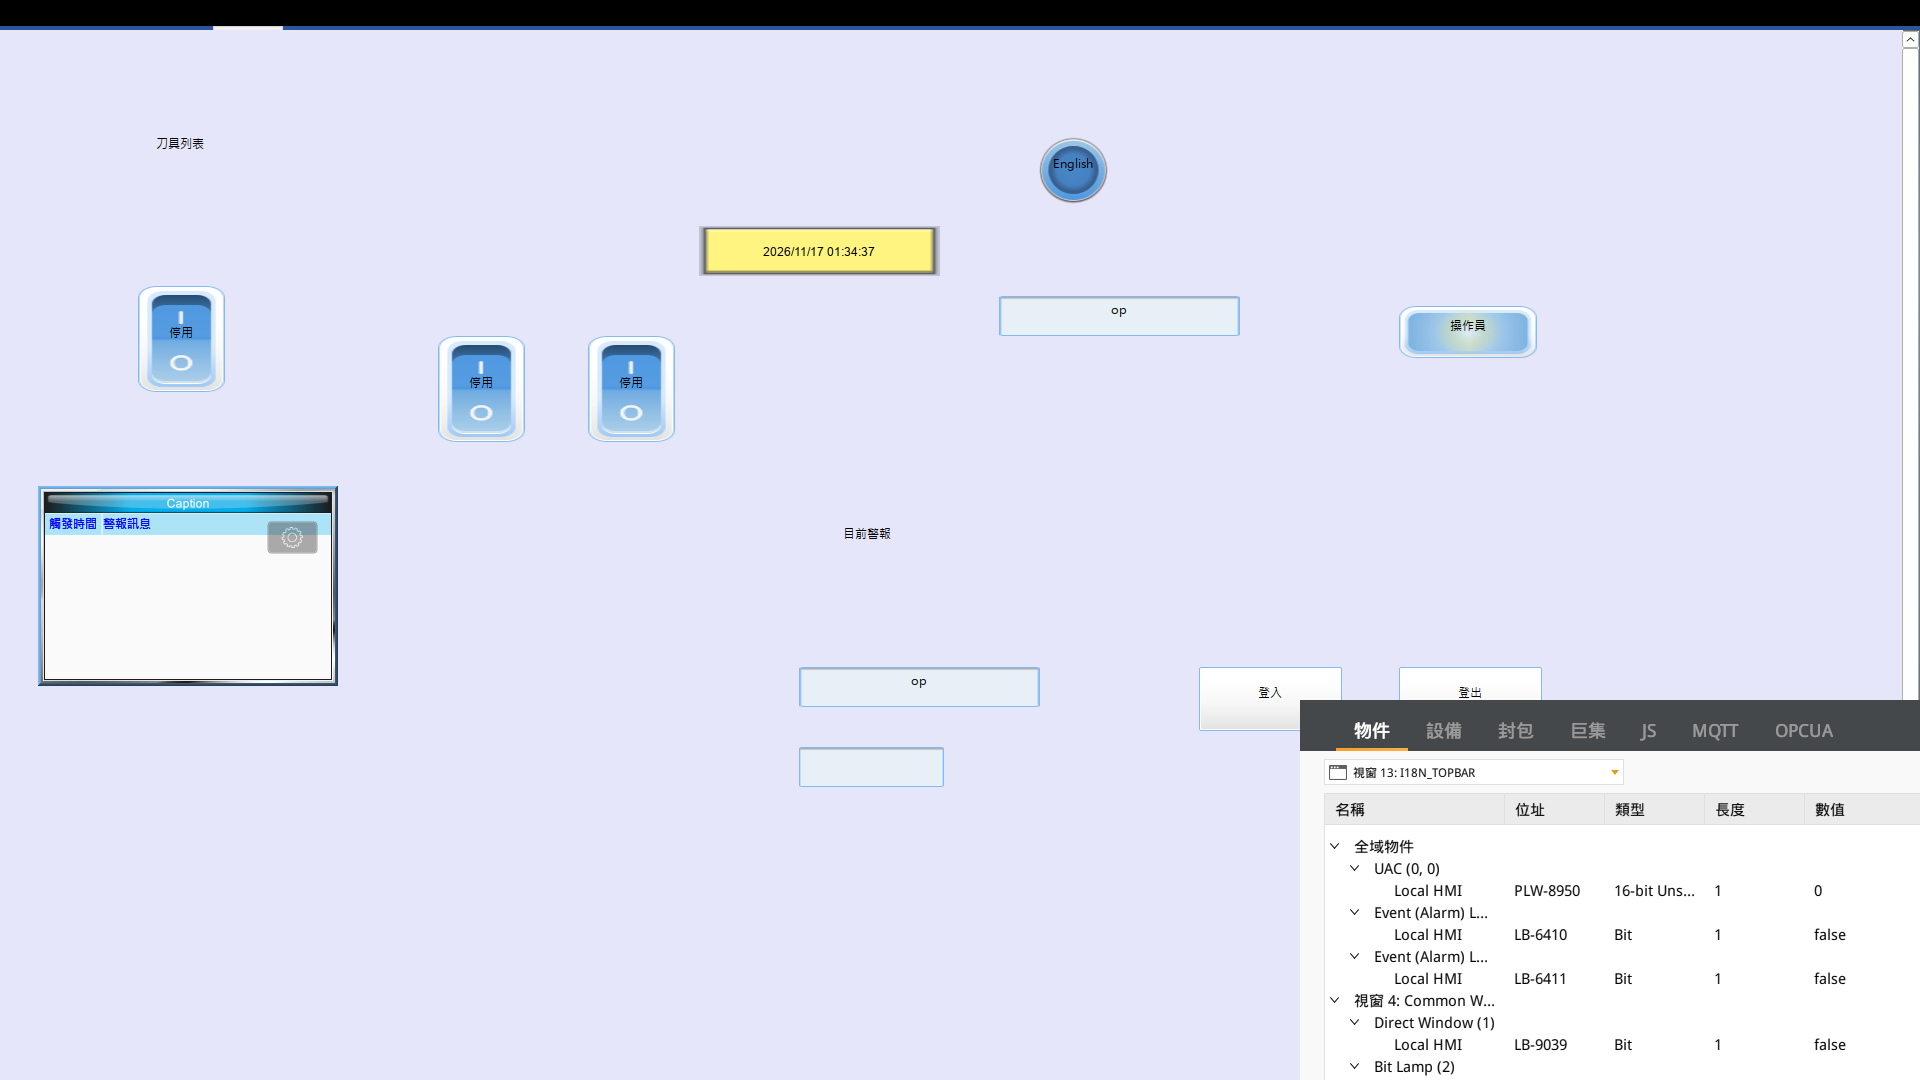 刀具列表
English
2026/11/17 01:34:37
op
操作員
停用
停用
停用
Caption
觸發時間 警報訊息
目前警報
op
登入
登出
物件 設備 封包 巨集 JS MQTT OPCUA
視窗 13: I18N_TOPBAR
名稱 位址 類型 長度 數值
全域物件
UAC (0, 0)
Local HMI PLW-8950 16-bit Uns... 1 0
Event (Alarm) L...
Local HMI LB-6410 Bit 1 false
Event (Alarm) L...
Local HMI LB-6411 Bit 1 false
視窗 4: Common W...
Direct Window (1)
Local HMI LB-9039 Bit 1 false
Bit Lamp (2)